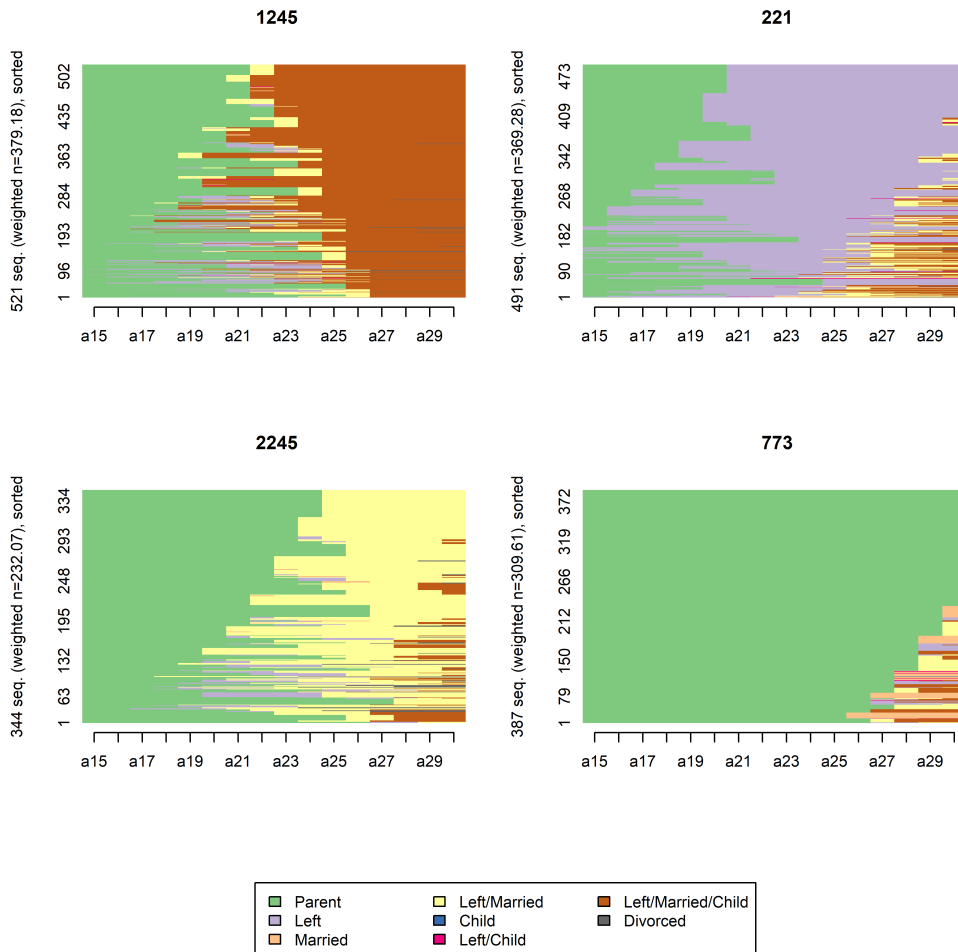 1245
221
521 seq. (weighted n=379.18), sorted
502
435
363
284
193
96
1
a15 a17 a19 a21 a23 a25 a27 a29
491 seq. (weighted n=369.28), sorted
473
409
342
268
182
90
1
a15 a17 a19 a21 a23 a25 a27 a29
2245
773
344 seq. (weighted n=232.07), sorted
334
293
248
195
132
63
1
a15 a17 a19 a21 a23 a25 a27 a29
387 seq. (weighted n=309.61), sorted
372
319
266
212
150
79
1
a15 a17 a19 a21 a23 a25 a27 a29
Parent
Left
Married
Left/Married
Child
Left/Child
Left/Married/Child
Divorced